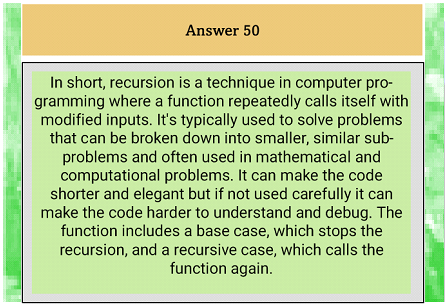 Answer 50
In short, recursion is a technique in computer pro-
gramming where a function repeatedly calls itself with
modified inputs. It's typically used to solve problems
that can be broken down into smaller, similar sub-
problems and often used in mathematical and
computational problems. It can make the code
shorter and elegant but if not used carefully it can
make the code harder to understand and debug. The
function includes a base case, which stops the
recursion, and a recursive case, which calls the
function again.